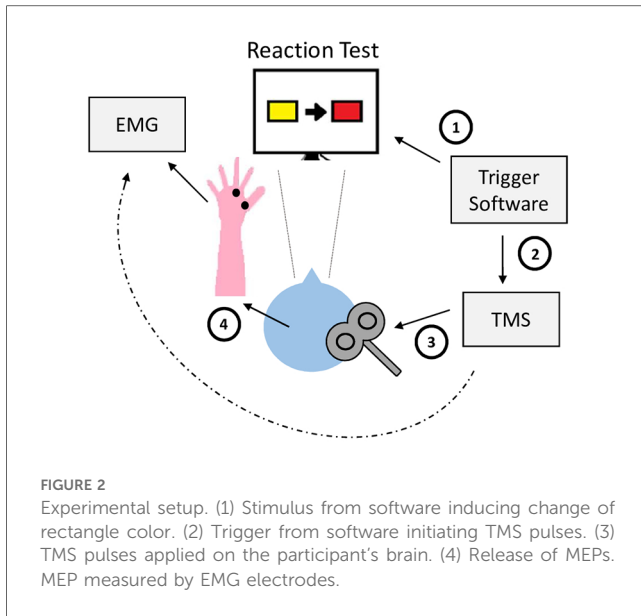 Reaction Test
EMG
1
Trigger
Software
2
TMS
3
4
FIGURE 2
Experimental setup. (1) Stimulus from software inducing change of
rectangle color. (2) Trigger from software initiating TMS pulses. (3)
TMS pulses applied on the participant's brain. (4) Release of MEPs.
MEP measured by EMG electrodes.